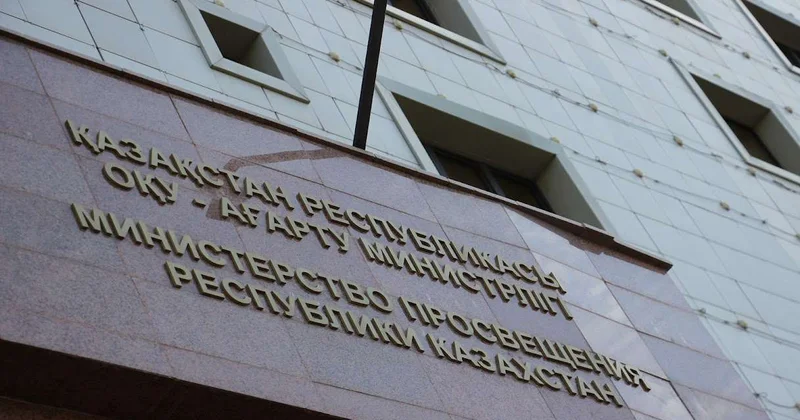 ҚАЗАҚСТАН РЕСПУБЛИКАСЫ
ОҚУ - АҒАРТУ МИНИСТРЛІГІ
МИНИСТЕРСТВО ПРОСВЕЩЕНИЯ
РЕСПУБЛИКИ КАЗАХСТАН